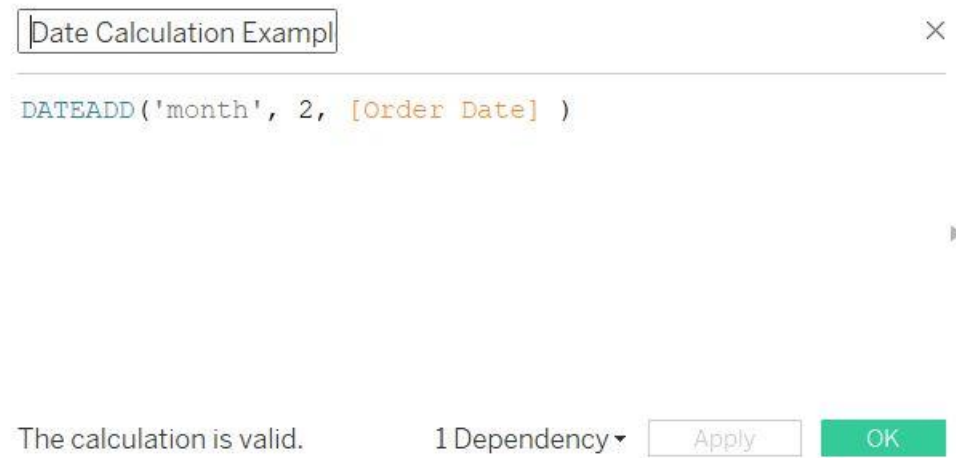 Date Calculation Exampl
DATEADD('month', 2, [Order Date] )
The calculation is valid.
1 Dependency
Apply
OK